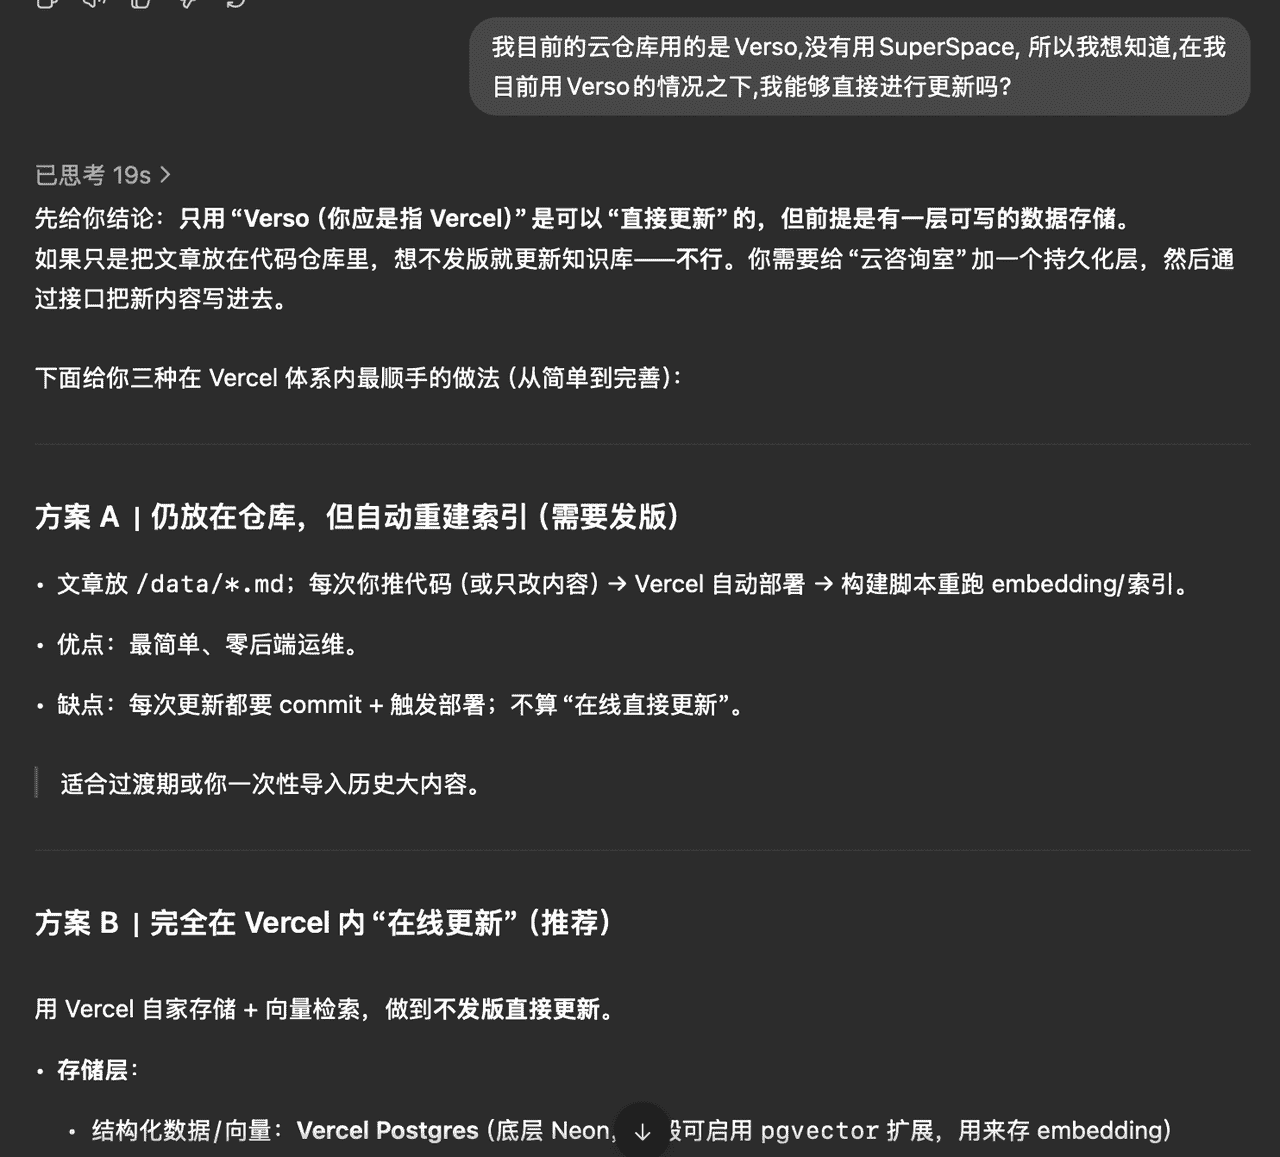 我目前的云仓库用的是Verso,没有用SuperSpace, 所以我想知道,在我
目前用Verso的情况之下,我能够直接进行更新吗?
已思考 19s
先给你结论：只用“Verso（你应是指 Vercel）”是可以“直接更新”的，但前提是有一层可写的数据存储。
如果只是把文章放在代码仓库里，想不发版就更新知识库——不行。你需要给“云咨询室”加一个持久化层，然后通
过接口把新内容写进去。
下面给你三种在 Vercel 体系内最顺手的做法（从简单到完善）：
方案 A｜仍放在仓库，但自动重建索引（需要发版）
• 文章放 /data/*.md；每次你推代码（或只改内容）→ Vercel 自动部署 → 构建脚本重跑 embedding/索引。
• 优点：最简单、零后端运维。
• 缺点：每次更新都要 commit + 触发部署；不算“在线直接更新”。
适合过渡期或你一次性导入历史大内容。
方案 B｜完全在 Vercel 内“在线更新”（推荐）
用 Vercel 自家存储 + 向量检索，做到不发版直接更新。
• 存储层：
• 结构化数据/向量：Vercel Postgres（底层 Neon, 可启用 pgvector 扩展，用来存 embedding）